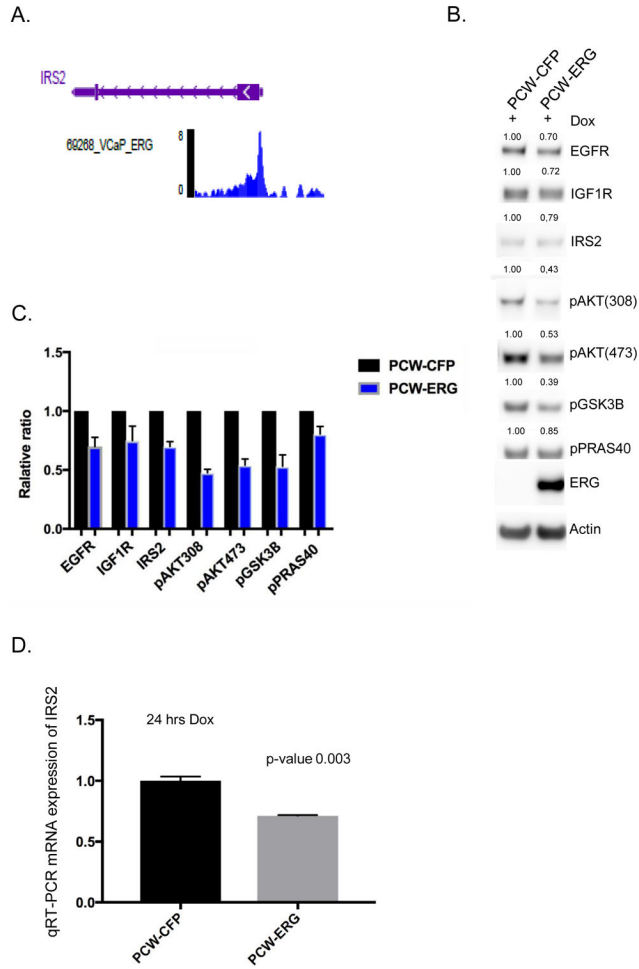 A.
IRS2
69268_VCaP_ERG
8
0
B.
PCW-CFP
PCW-ERG
+ + Dox
1.00 0.70
EGFR
1.00 0.72
IGF1R
1.00 0,79
IRS2
1.00 0,43
pAKT(308)
1.00 0.53
pAKT(473)
1.00 0.39
pGSK3B
1.00 0.85
pPRAS40
ERG
Actin
C.
Ralative ratio
1.5
1.0
0.5
0.0
EGFR
IGF1R
IRS2
pAKT308
pAKT473
pGSK3B
pPRAS40
PCW-CFP
PCW-ERG
D.
qRT-PCR mRNA expression of IRS2
1.5
1.0
0.5
0.0
24 hrs Dox
p-value 0.003
PCW-CFP
PCW-ERG